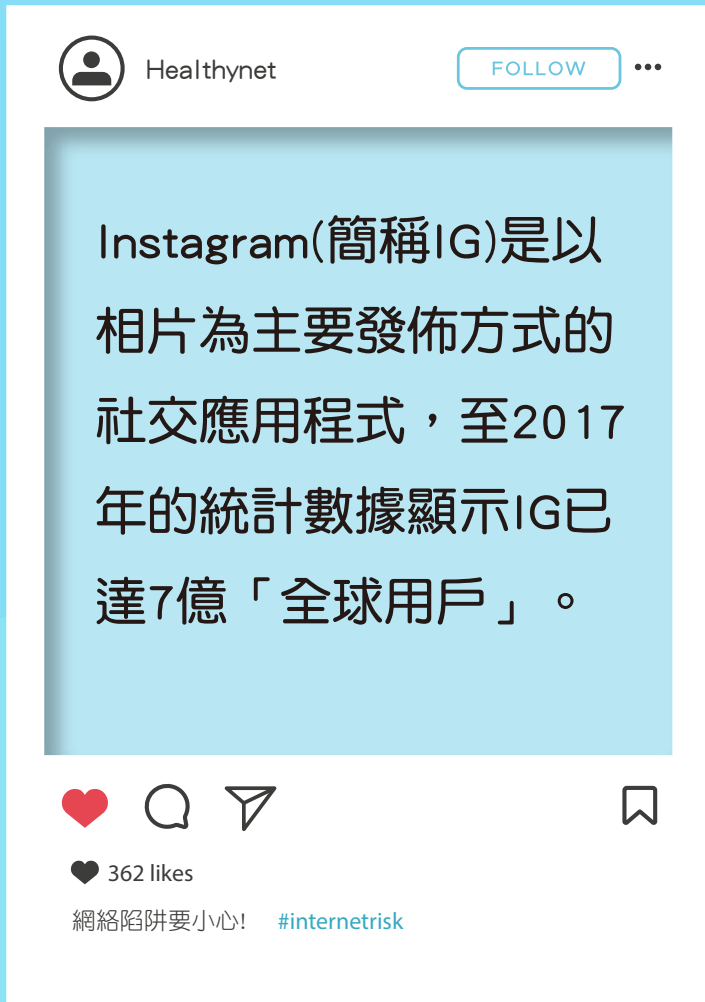 Healthynet
FOLLOW
Instagram(簡稱IG)是以
相片為主要發佈方式的
社交應用程式，至2017
年的統計數據顯示IG已
達7億「全球用戶」。
362 likes
網絡陷阱要小心! #internetrisk